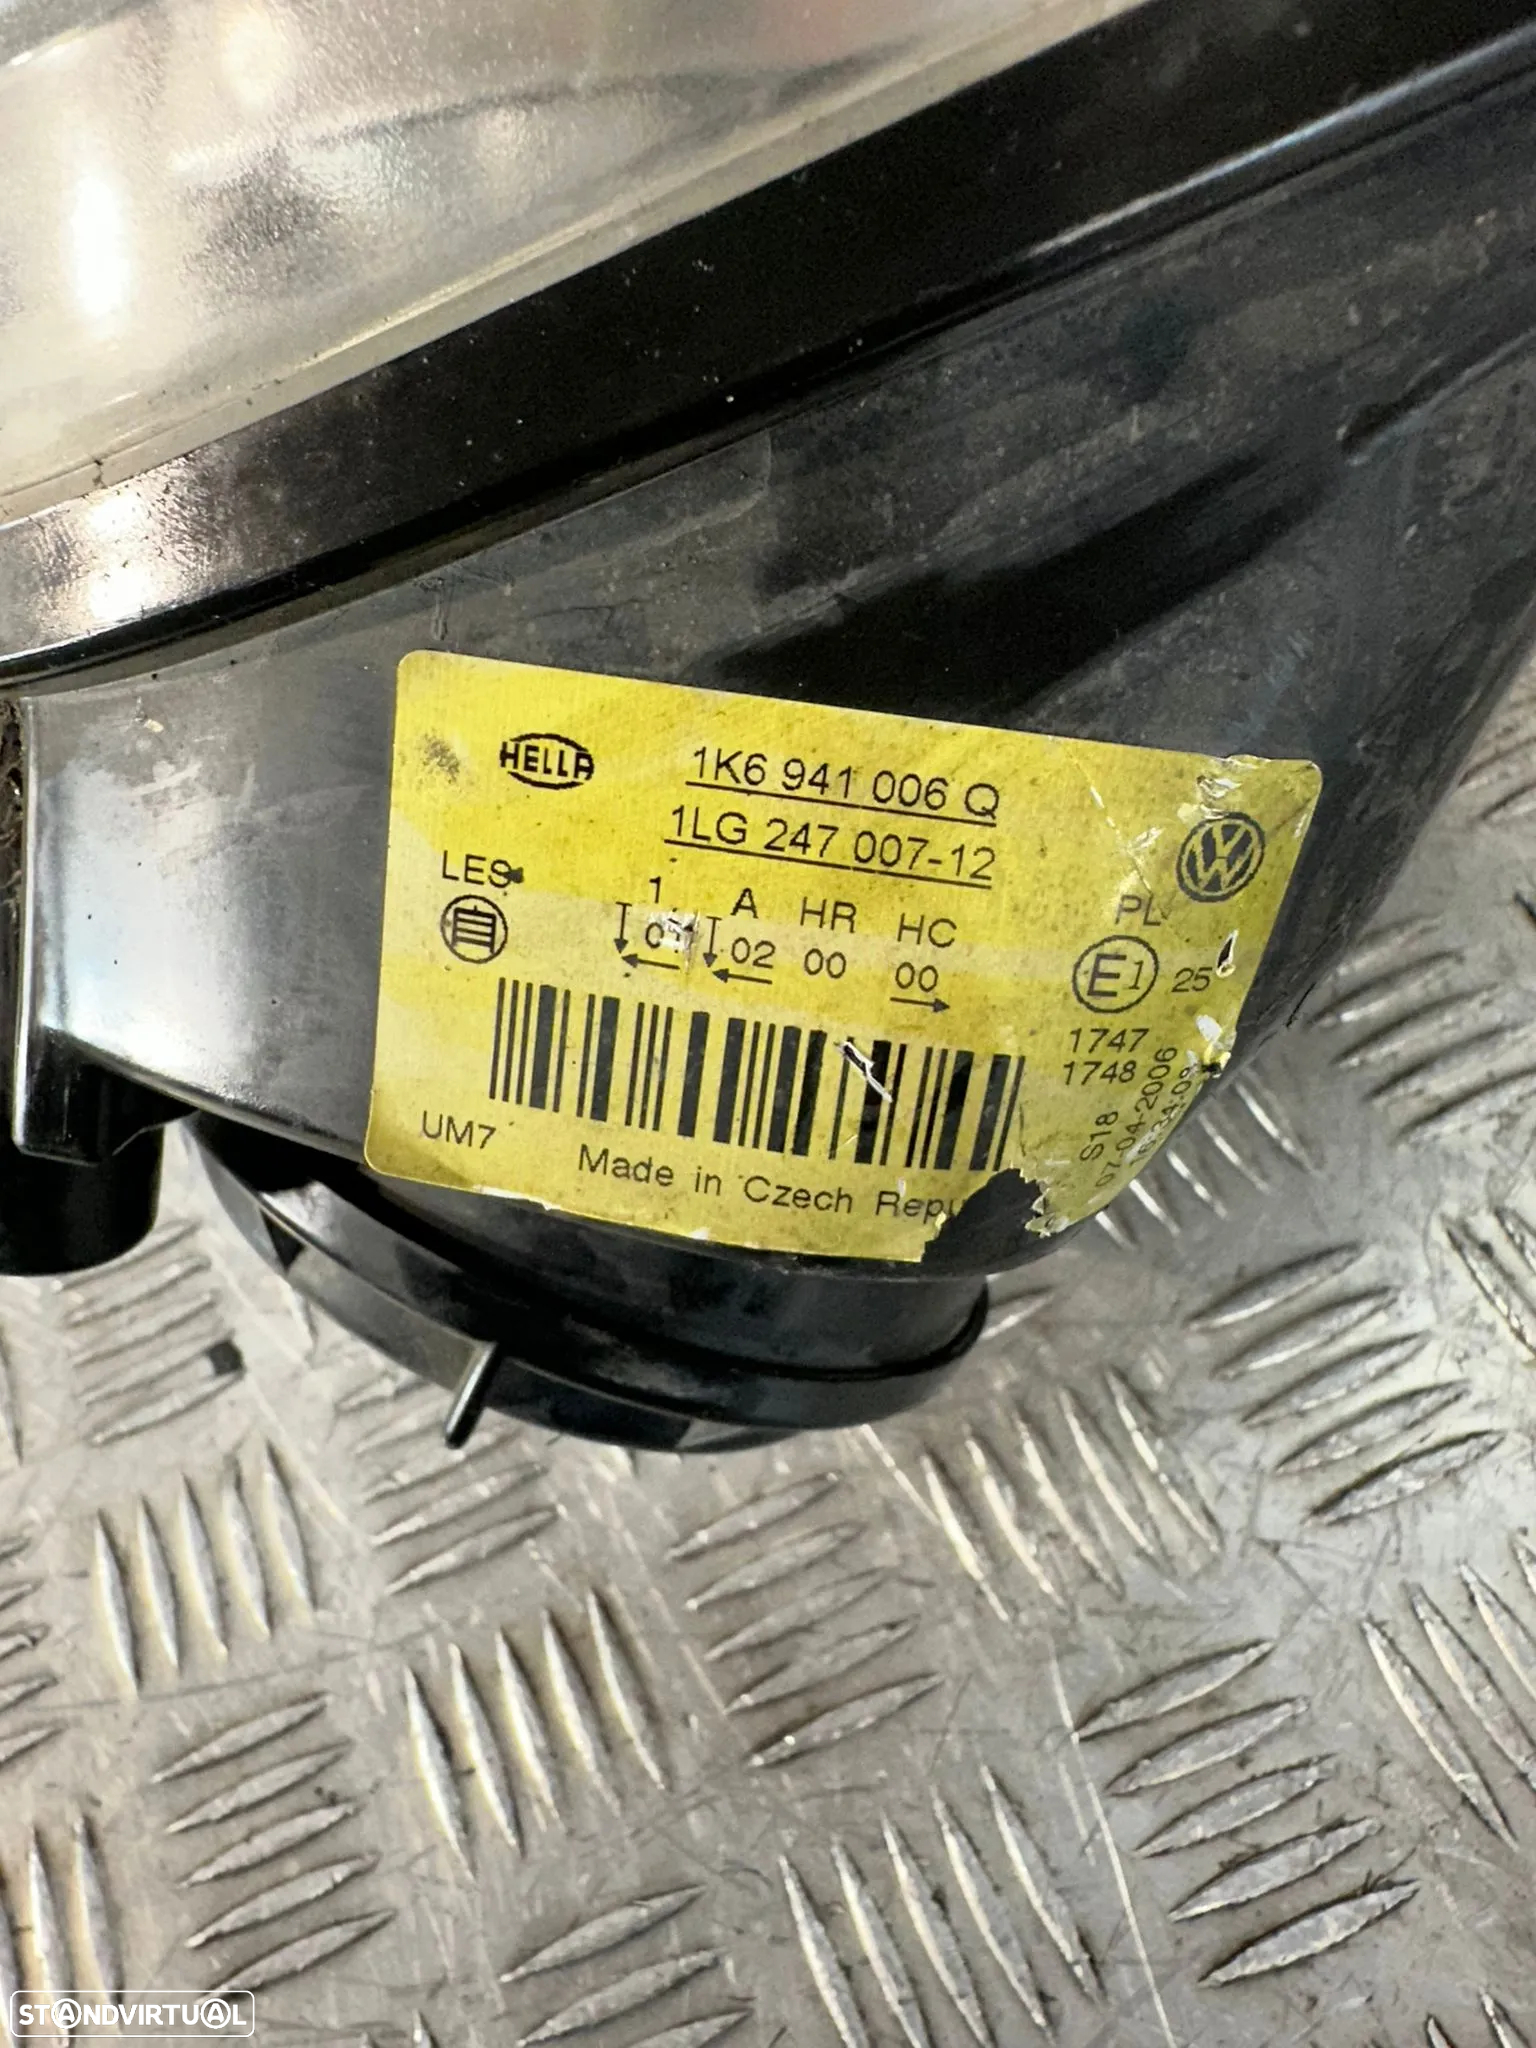 HELLA
1K6 941 006 Q
1LG 247 007-12
LES
1 A HR HC
02 00 00
PL
E1 25
1747
1748
S18
07-04-2006
UM7
Made in Czech
STANDVIRTUAL